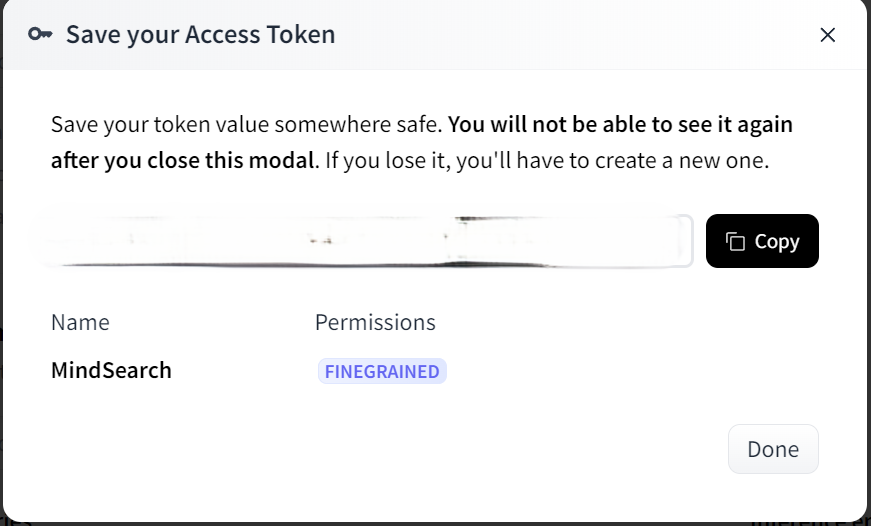 Save your Access Token
Save your token value somewhere safe. You will not be able to see it again
after you close this modal. If you lose it, you'll have to create a new one.
Copy
Name Permissions
MindSearch FINEGRAINED
Done